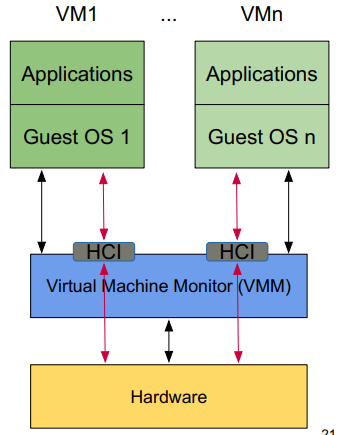 VM1 ... VMn
Applications Applications
Guest OS 1 Guest OS n
HCI HCI
Virtual Machine Monitor (VMM)
Hardware
21